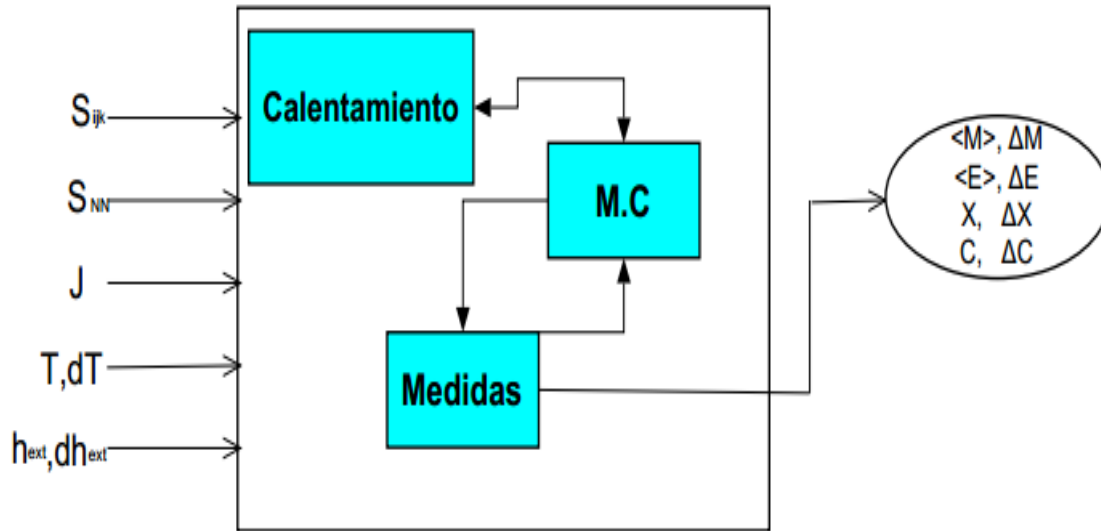 Sijk
SNN
J
T,dT
hext,dhext
Calentamiento
M.C
Medidas
<M>, ΔM
<E>, ΔE
X, ΔX
C, ΔC